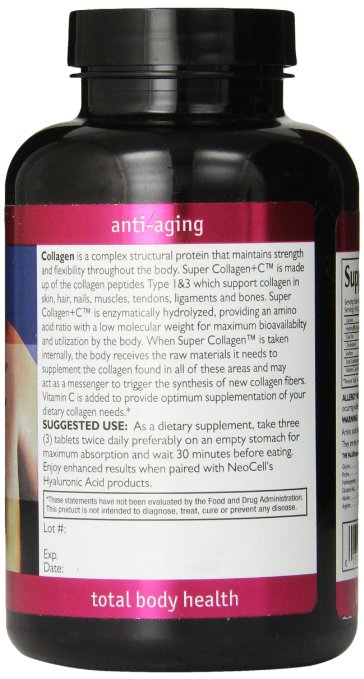 anti-aging
Collagen is a complex structural protein that maintains strength
and flexibility throughout the body. Super Collagen+C™ is made
up of the collagen peptides Type 1&3 which support collagen in
skin, hair, nails, muscles, tendons, ligaments and bones. Super
Collagen+C™ is enzymatically hydrolyzed, providing an amino
acid ratio with a low molecular weight for maximum bioavailabilty
and utilization by the body. When Super Collagen™ is taken
internally, the body receives the raw materials it needs to
supplement the collagen found in all of these areas and may
act as a messenger to trigger the synthesis of new collagen fibers.
Vitamin C is added to provide optimum supplementation of your
dietary collagen needs.*
SUGGESTED USE: As a dietary supplement, take three
(3) tablets twice daily preferably on an empty stomach for
maximum absorption and wait 30 minutes before eating.
Enjoy enhanced results when paired with NeoCell's
Hyaluronic Acid products.
*These statements have not been evaluated by the Food and Drug Administration.
This product is not intended to diagnose, treat, cure or prevent any disease.
Lot #:
Exp.
Date:
total body health